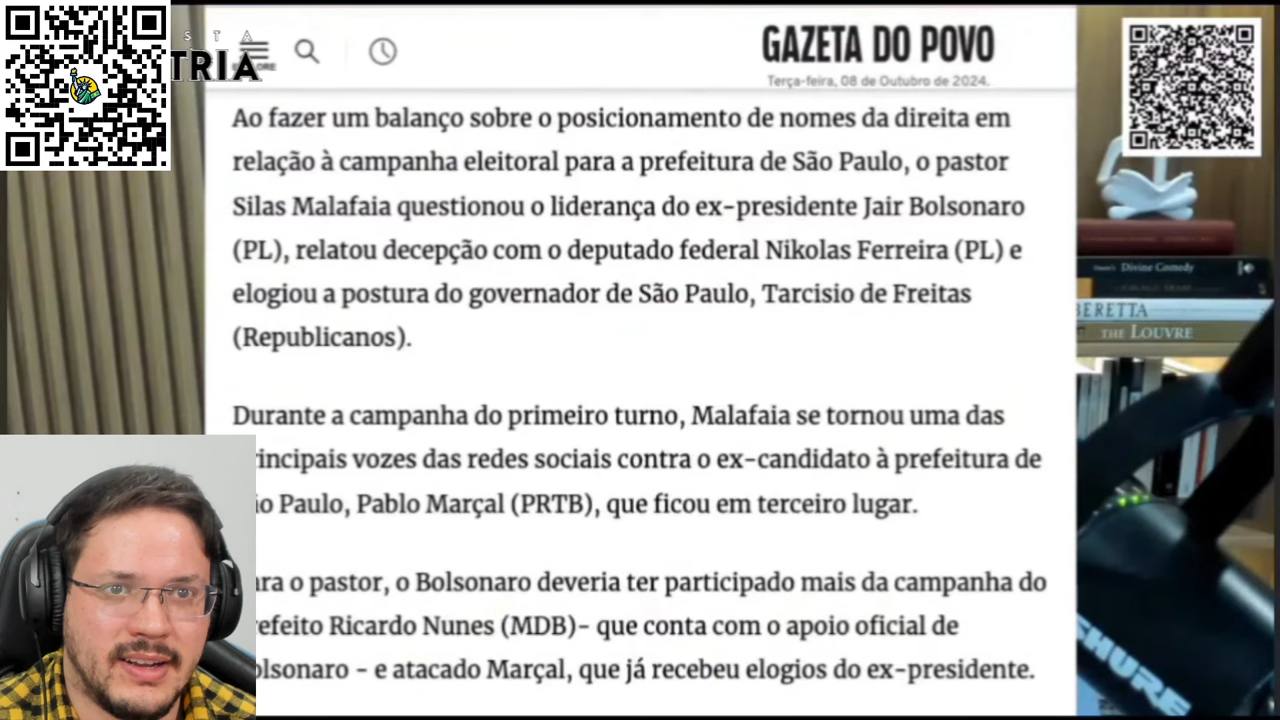 S T A
TRIA
GAZETA DO POVO
Terça-feira, 08 de Outubro de 2024.
Ao fazer um balanço sobre o posicionamento de nomes da direita em
relação à campanha eleitoral para a prefeitura de São Paulo, o pastor
Silas Malafaia questionou o liderança do ex-presidente Jair Bolsonaro
(PL), relatou decepção com o deputado federal Nikolas Ferreira (PL) e
elogiou a postura do governador de São Paulo, Tarcisio de Freitas
(Republicanos).
Durante a campanha do primeiro turno, Malafaia se tornou uma das
rincipais vozes das redes sociais contra o ex-candidato à prefeitura de
ão Paulo, Pablo Marçal (PRTB), que ficou em terceiro lugar.
ara o pastor, o Bolsonaro deveria ter participado mais da campanha do
refeito Ricardo Nunes (MDB)- que conta com o apoio oficial de
olsonaro - e atacado Marçal, que já recebeu elogios do ex-presidente.
Divine Comedy
BERETTA
THE LOUVRE
SHURE